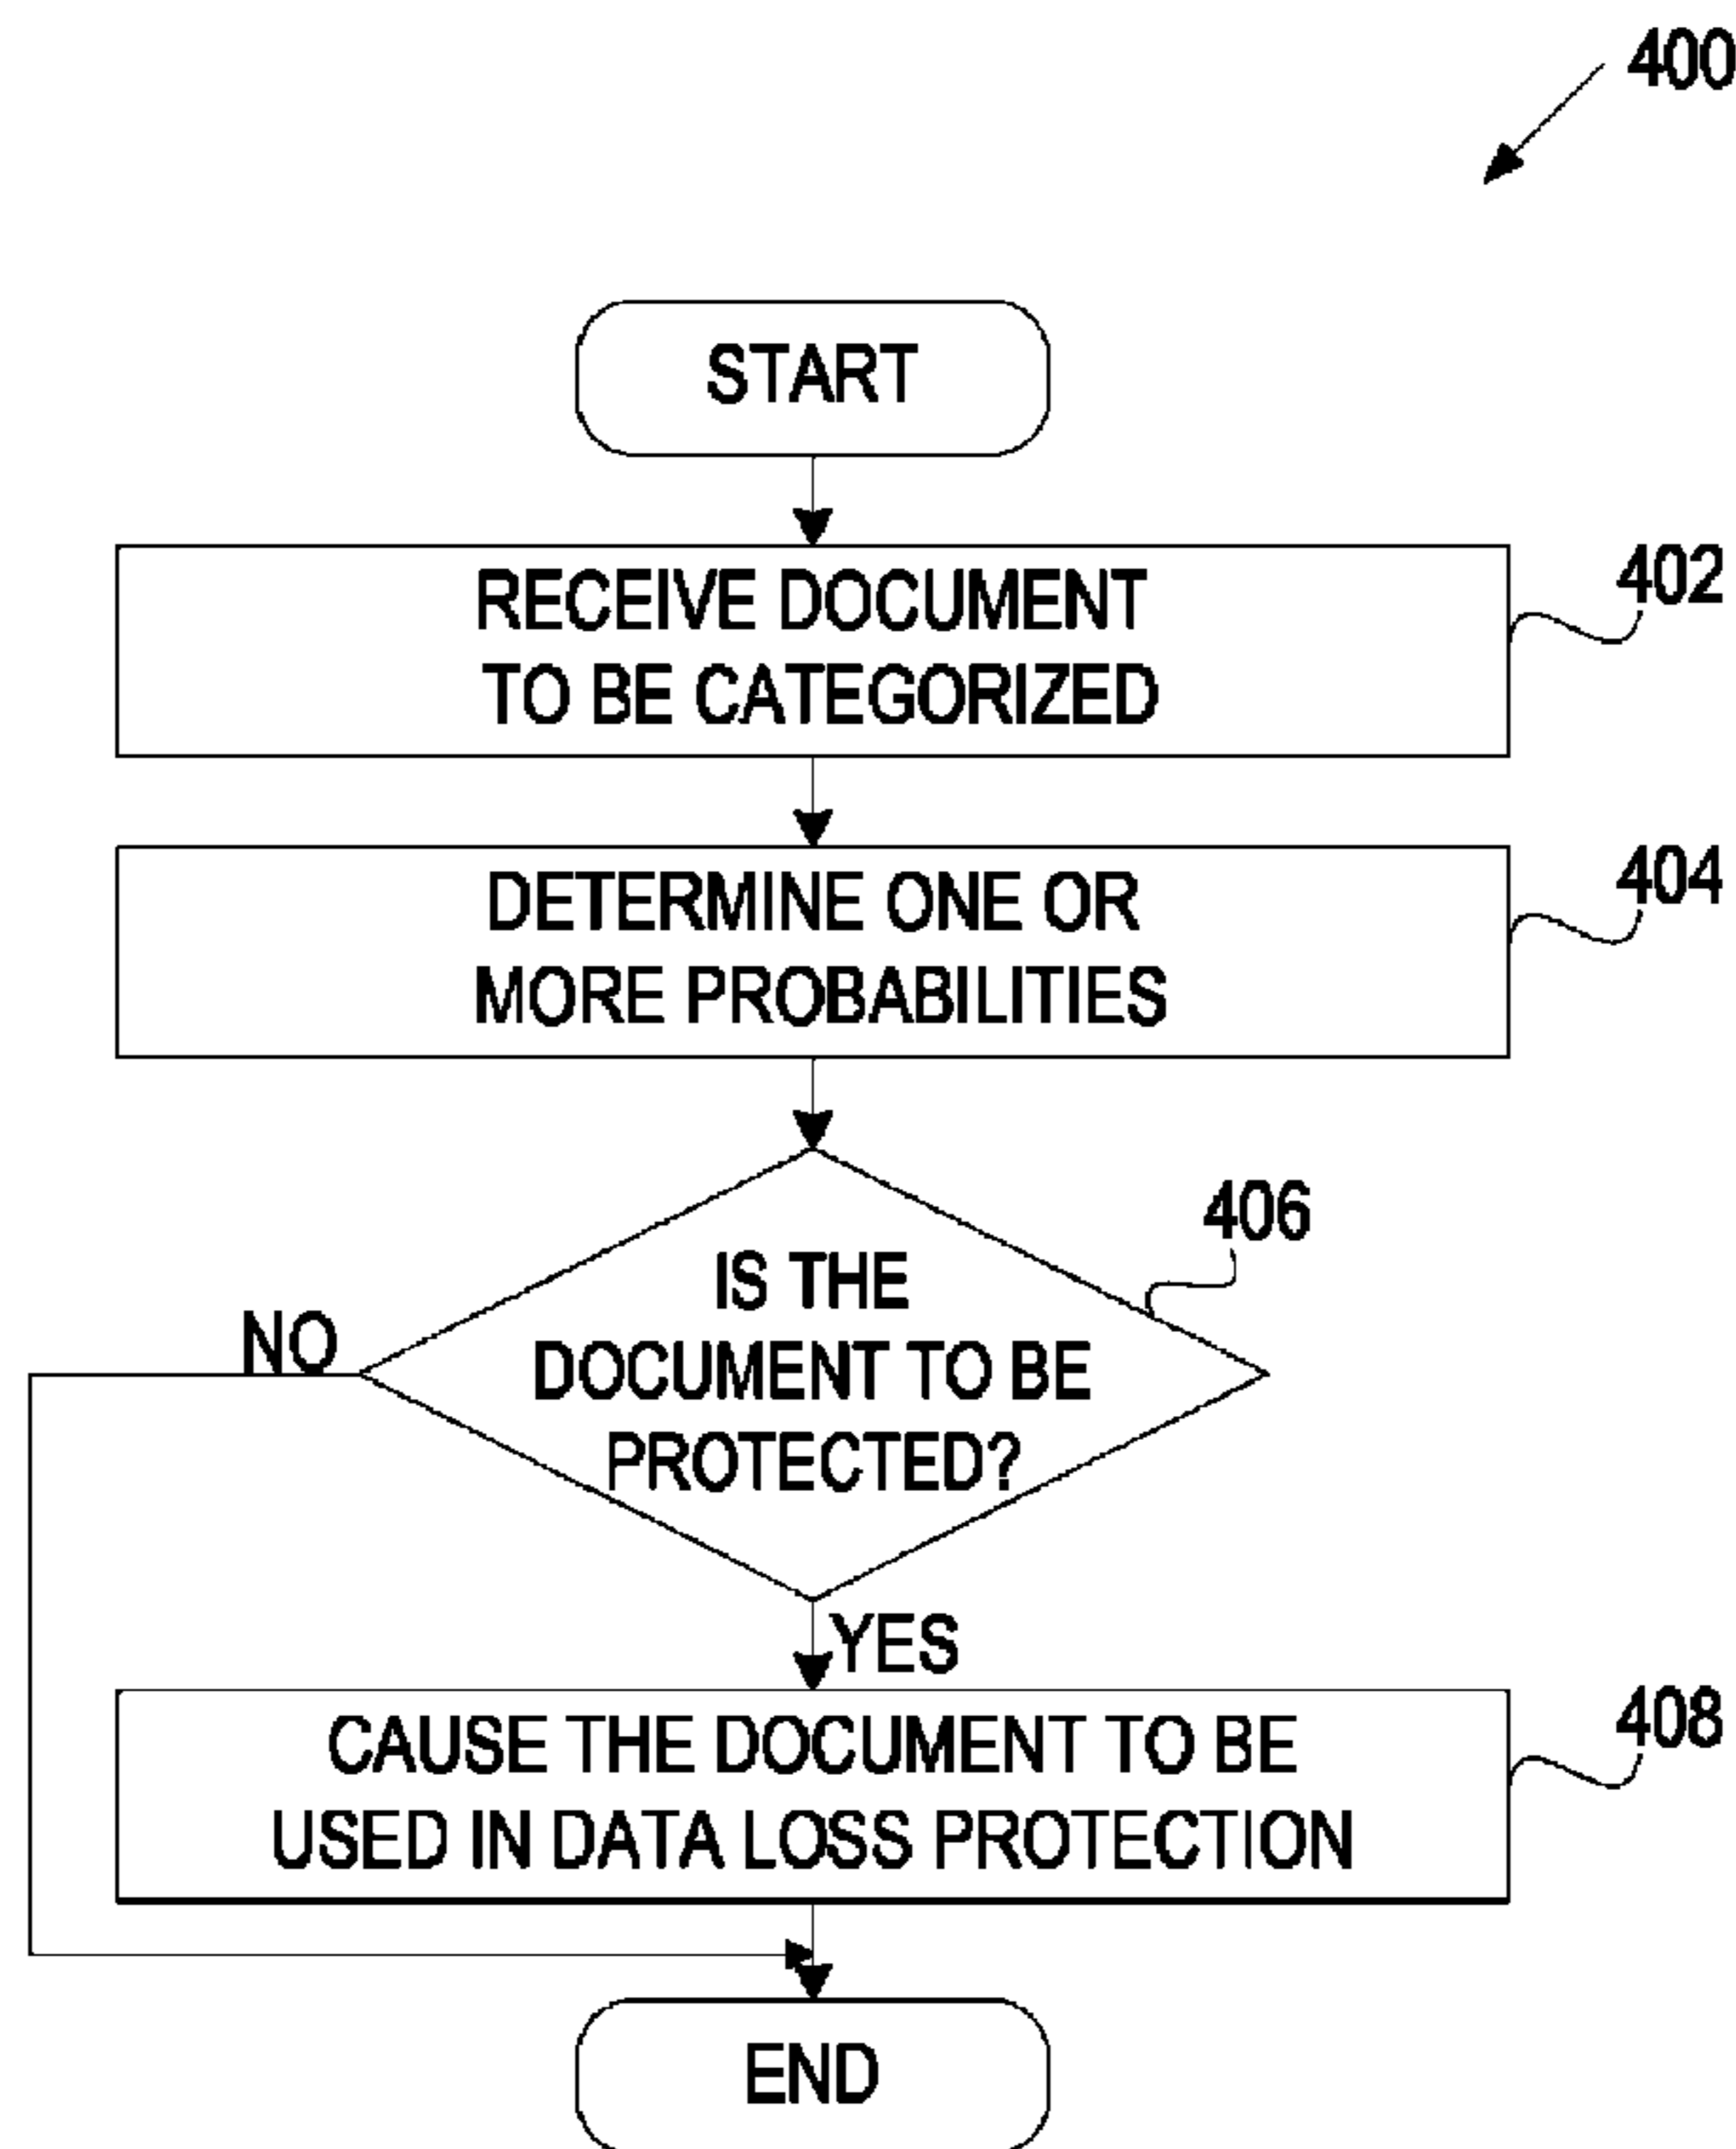 400
START
RECEIVE DOCUMENT
TO BE CATEGORIZED
402
DETERMINE ONE OR
MORE PROBABILITIES
404
IS THE
DOCUMENT TO BE
PROTECTED?
406
NO
YES
CAUSE THE DOCUMENT TO BE
USED IN DATA LOSS PROTECTION
408
END